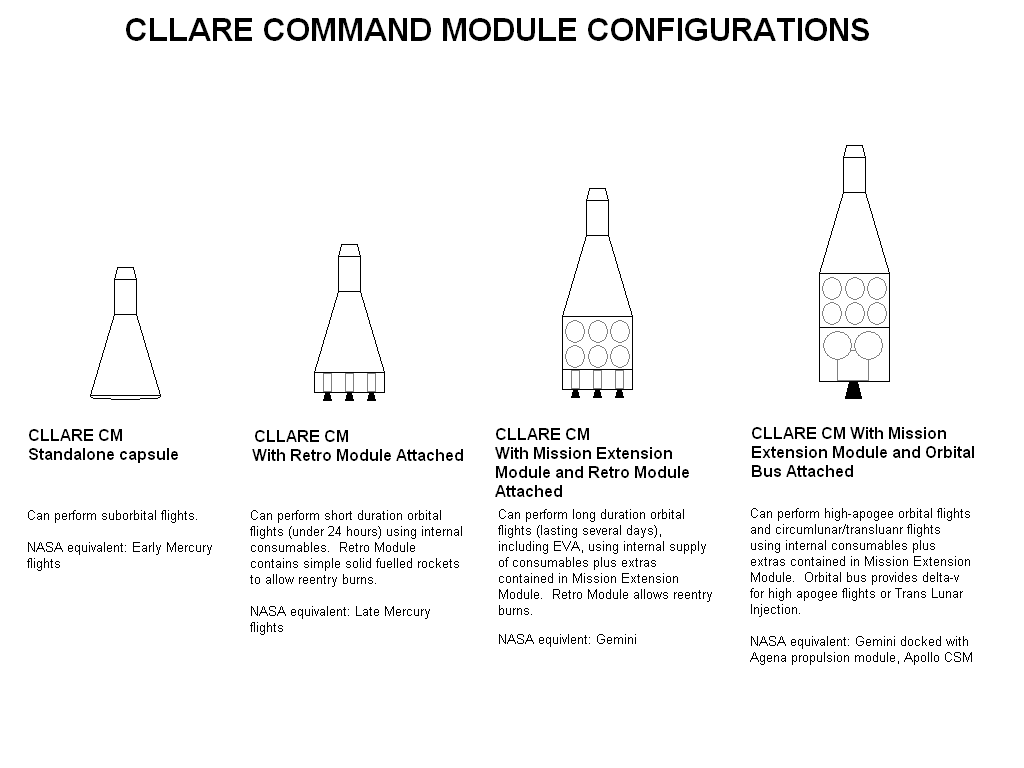 CLLARE COMMAND MODULE CONFIGURATIONS
CLLARE CM
Standalone capsule
Can perform suborbital flights.
NASA equivalent: Early Mercury
flights
CLLARE CM
With Retro Module Attached
Can perform short duration orbital
flights (under 24 hours) using internal
consumables.  Retro Module
contains simple solid fuelled rockets
to allow reentry burns.
NASA equivalent: Late Mercury
flights
CLLARE CM
With Mission Extension
Module and Retro Module
Attached
Can perform long duration orbital
flights (lasting several days),
including EVA, using internal supply
of consumables plus extras
contained in Mission Extension
Module.  Retro Module allows reentry
burns.
NASA equivlent: Gemini
CLLARE CM With Mission
Extension Module and Orbital
Bus Attached
Can perform high-apogee orbital flights
and circumlunar/transluanr flights
using internal consumables plus
extras contained in Mission Extension
Module.  Orbital bus provides delta-v
for high apogee flights or Trans Lunar
Injection.
NASA equivalent: Gemini docked with
Agena propulsion module, Apollo CSM